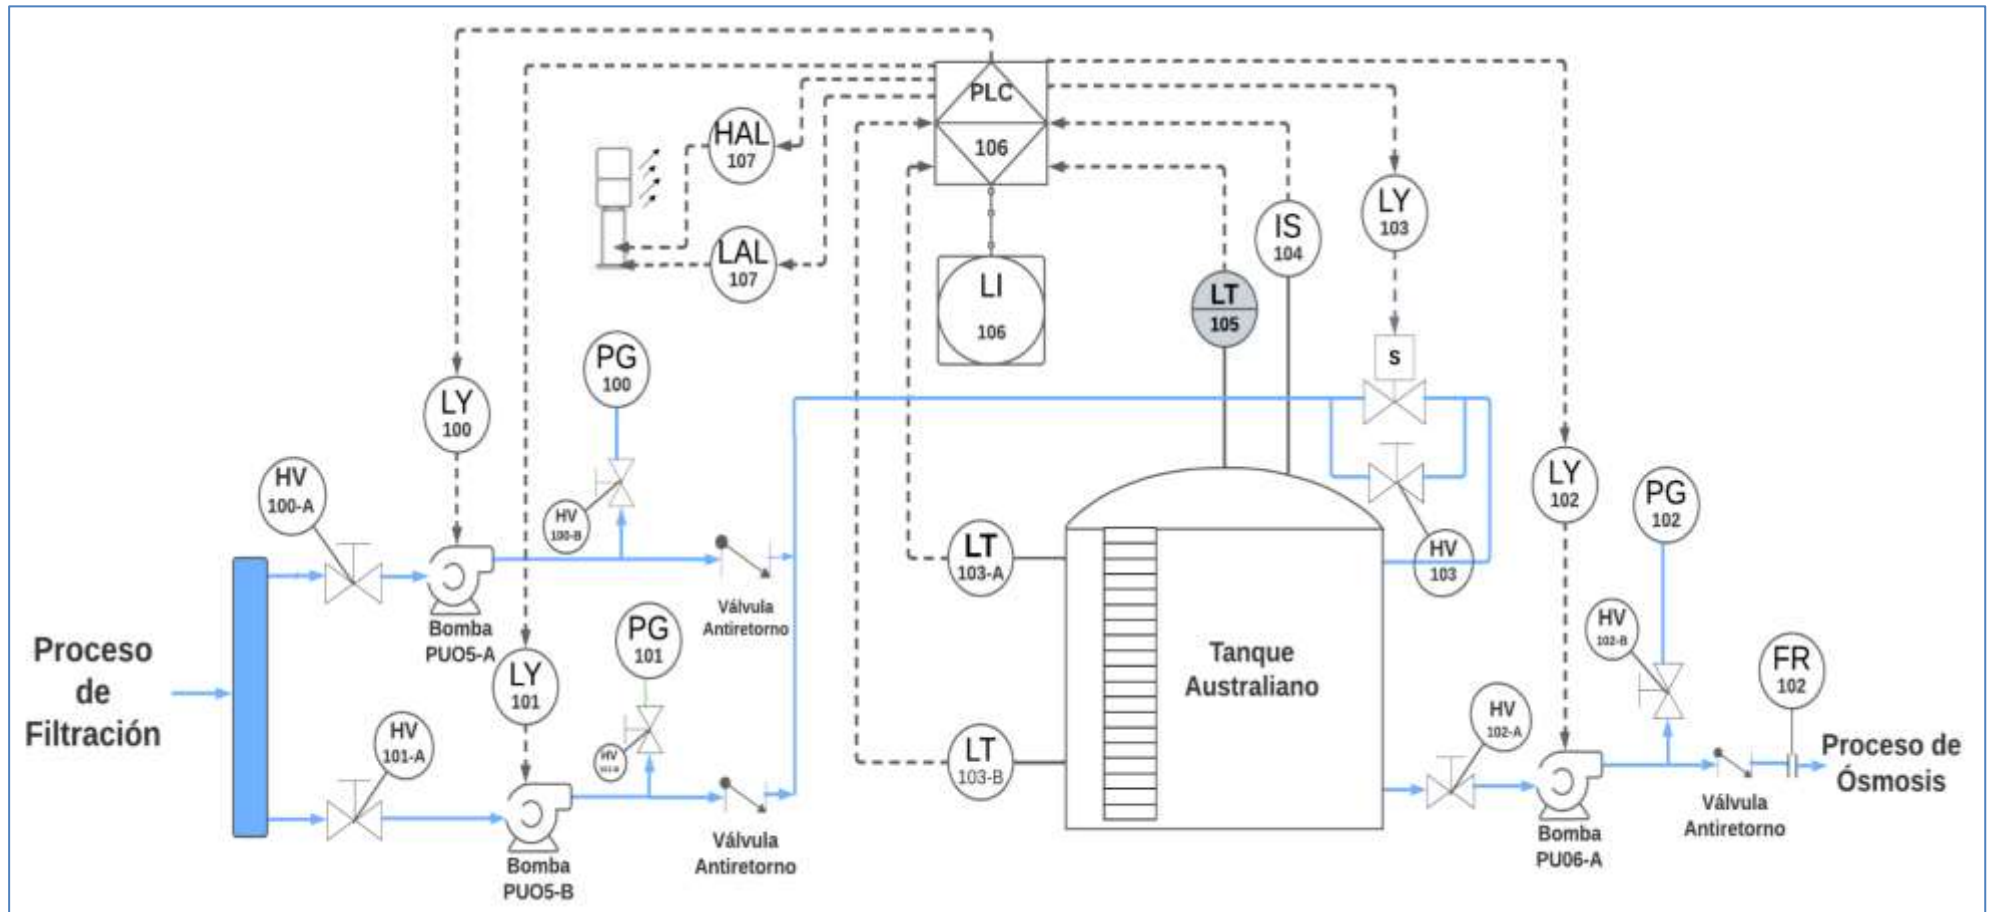 PLC
106
HAL
107
LAL
107
LI
106
LT
105
IS
104
LY
103
S
PG
100
LY
100
HV
100-A
HV
100-B
Bomba
PUO5-A
Válvula
Antiretorno
PG
101
LY
101
HV
101-A
HV
Bomba
PUO5-B
Válvula
Antiretorno
Proceso
de
Filtración
LT
103-A
LT
103-B
Tanque
Australiano
HV
103
LY
102
PG
102
HV
102-B
HV
102-A
FR
102
Bomba
PU06-A
Válvula
Antiretorno
Proceso de
Ósmosis